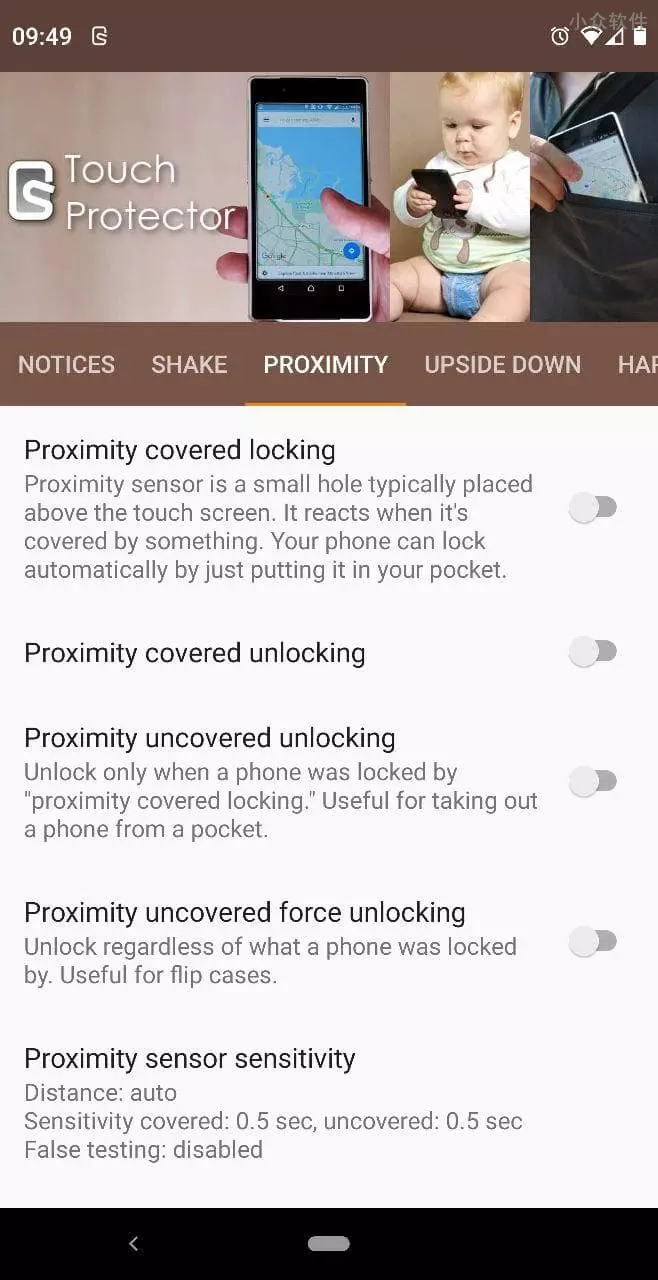 09:49
小众软件
Touch
Protector
Google
NOTICES SHAKE PROXIMITY UPSIDE DOWN HAR
Proximity covered locking
Proximity sensor is a small hole typically placed
above the touch screen. It reacts when it's
covered by something. Your phone can lock
automatically by just putting it in your pocket.
Proximity covered unlocking
Proximity uncovered unlocking
Unlock only when a phone was locked by
"proximity covered locking." Useful for taking out
a phone from a pocket.
Proximity uncovered force unlocking
Unlock regardless of what a phone was locked
by. Useful for flip cases.
Proximity sensor sensitivity
Distance: auto
Sensitivity covered: 0.5 sec, uncovered: 0.5 sec
False testing: disabled